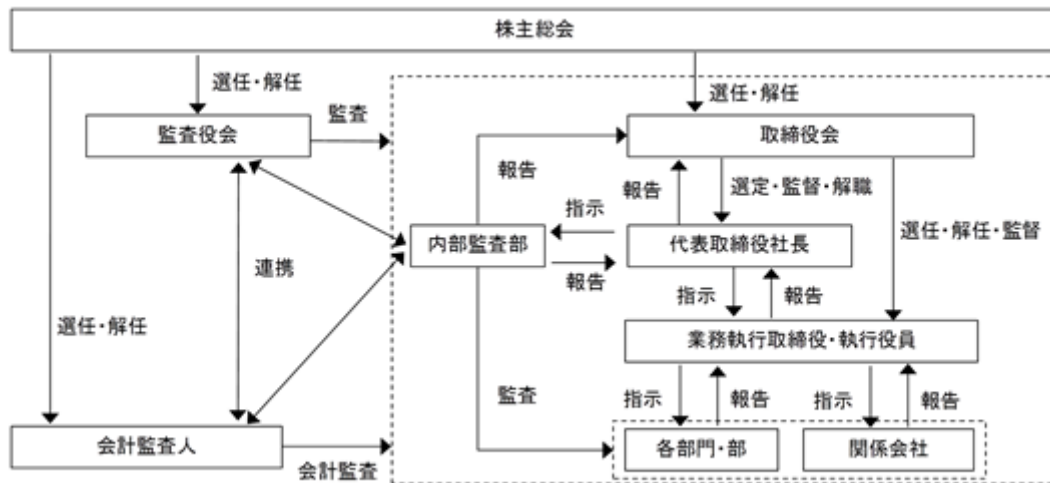 株主総会
選任・解任
選任・解任
監査
監査役会
取締役会
報告
報告
選定・監督・解職
指示
内部監査部
代表取締役社長
選任・解任・監督
連携
報告
指示
報告
選任・解任
業務執行取締役・執行役員
監査
指示
報告
指示
報告
会計監査人
各部門・部
関係会社
会計監査